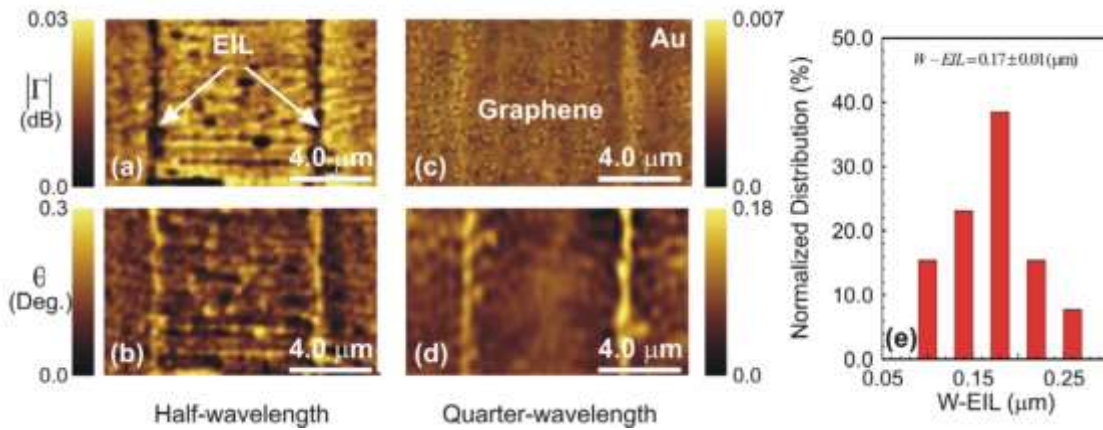 0.03
|Γ|
(dB)
0.0
EIL
(a)
4.0 μm
Au
Graphene
(c)
4.0 μm
0.007
0.0
0.3
θ
(Deg.)
0.0
(b)
4.0 μm
(d)
4.0 μm
0.18
0.0
Half-wavelength
Quarter-wavelength
Normalized Distribution (%)
50.0
40.0
30.0
20.0
10.0
0.0
W-EIL=0.17±0.01(μm)
(e)
0.05 0.15 0.25
W-EIL (μm)